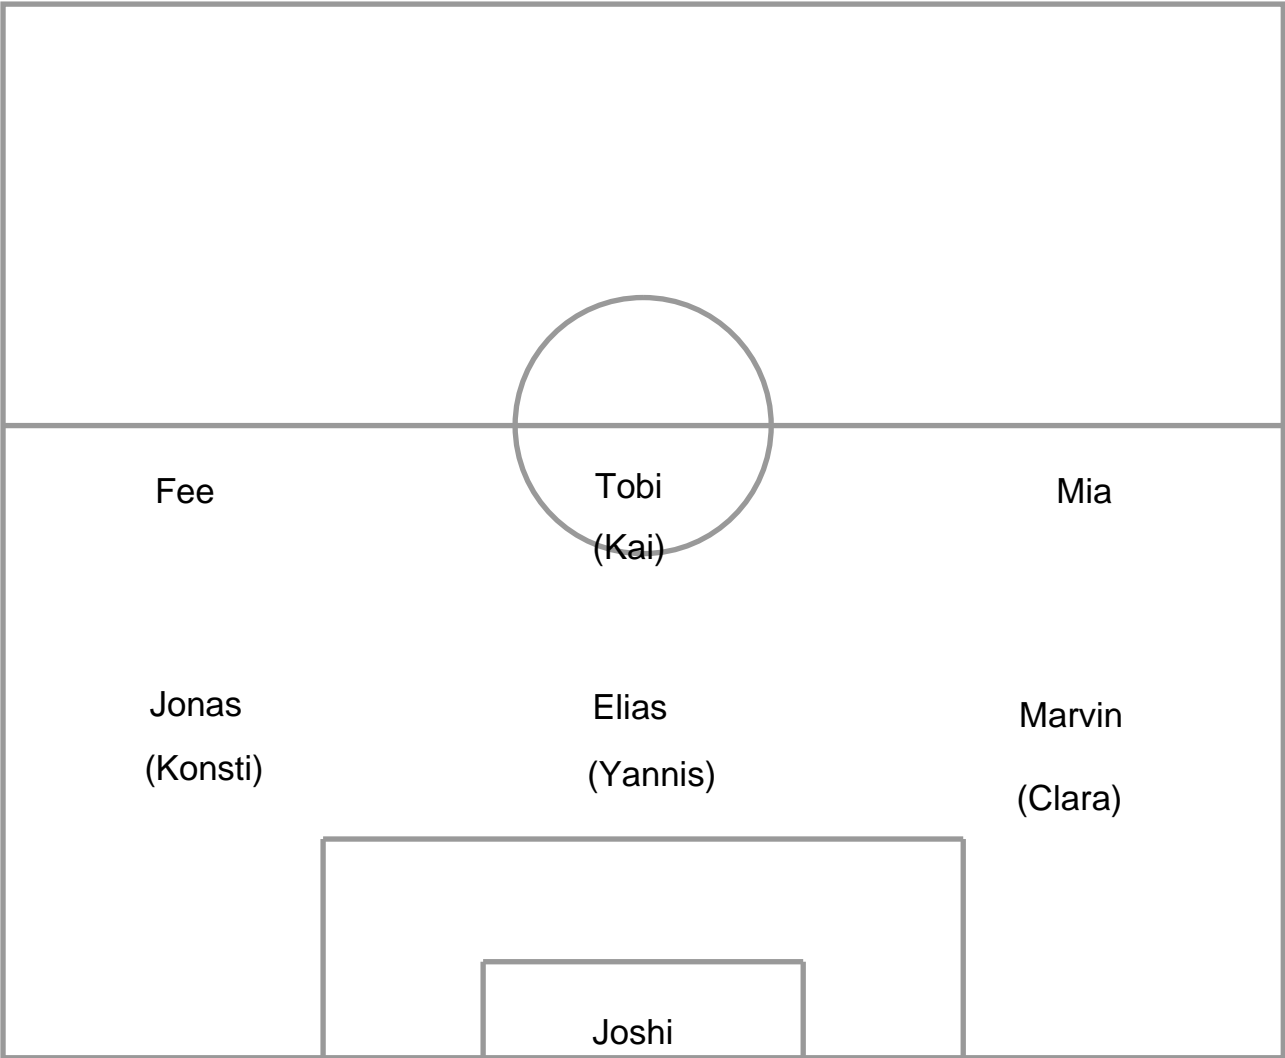 Fee
Tobi
Mia
(Kai)
Jonas
Elias
Marvin
(Konsti)
(Yannis)
(Clara)
Joshi